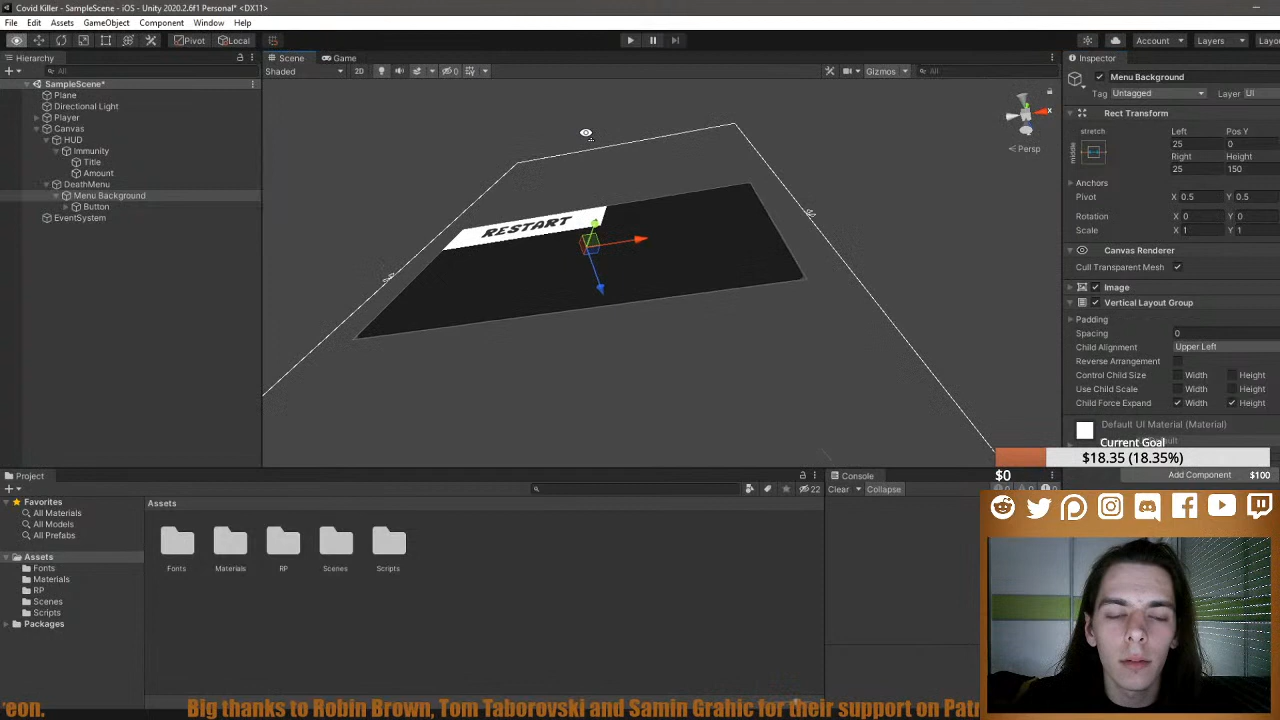 Covid Killer - SampleScene - iOS - Unity 2020.2.6f1 Personal* <DX11>
File Edit Assets GameObject Component Window Help
Pivot Local Account Layers
Hierarchy Scene Game Inspector
All Shaded 2D 0 Gizmos All
Menu Background
Tag Untagged Layer UI
SampleScene*
Plane
Directional Light
Player
Canvas
HUD
Immunity
Title
Amount
DeathMenu
Menu Background
Button
EventSystem
RESTART
X
Persp
Rect Transform
stretch
middle
Left Pos Y
25 0
Right Height
25 150
Anchors
Pivot X 0.5 Y 0.5
Rotation X 0 Y 0
Scale X 1 Y 1
Canvas Renderer
Cull Transparent Mesh
Image
Vertical Layout Group
Padding
Spacing 0
Child Alignment Upper Left
Reverse Arrangement
Control Child Size Width Height
Use Child Scale Width Height
Child Force Expand Width Height
Default UI Material (Material)
Current Goal
$18.35 (18.35%)
$0 Add Component $100
Project Console
22 Clear Collapse
Favorites
All Materials
All Models
All Prefabs
Assets
Fonts
Materials
RP
Scenes
Scripts
Packages
Assets
Fonts Materials RP Scenes Scripts
reon. Big thanks to Robin Brown, Tom Taborovski and Samin Grahic for their support on Patr